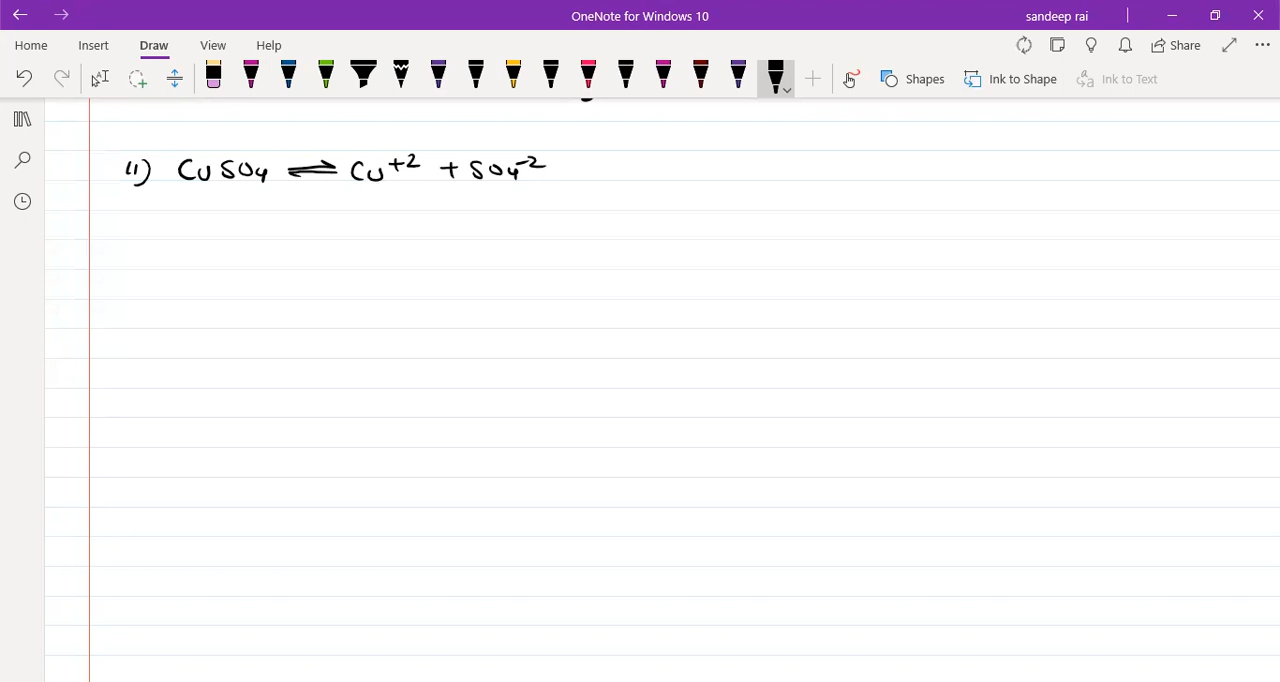 OneNote for Windows 10
sandeep rai
Home Insert Draw View Help
Share
Shapes Ink to Shape Ink to Text
11) CuSO4 ⇌ Cu+2 + SO4-2